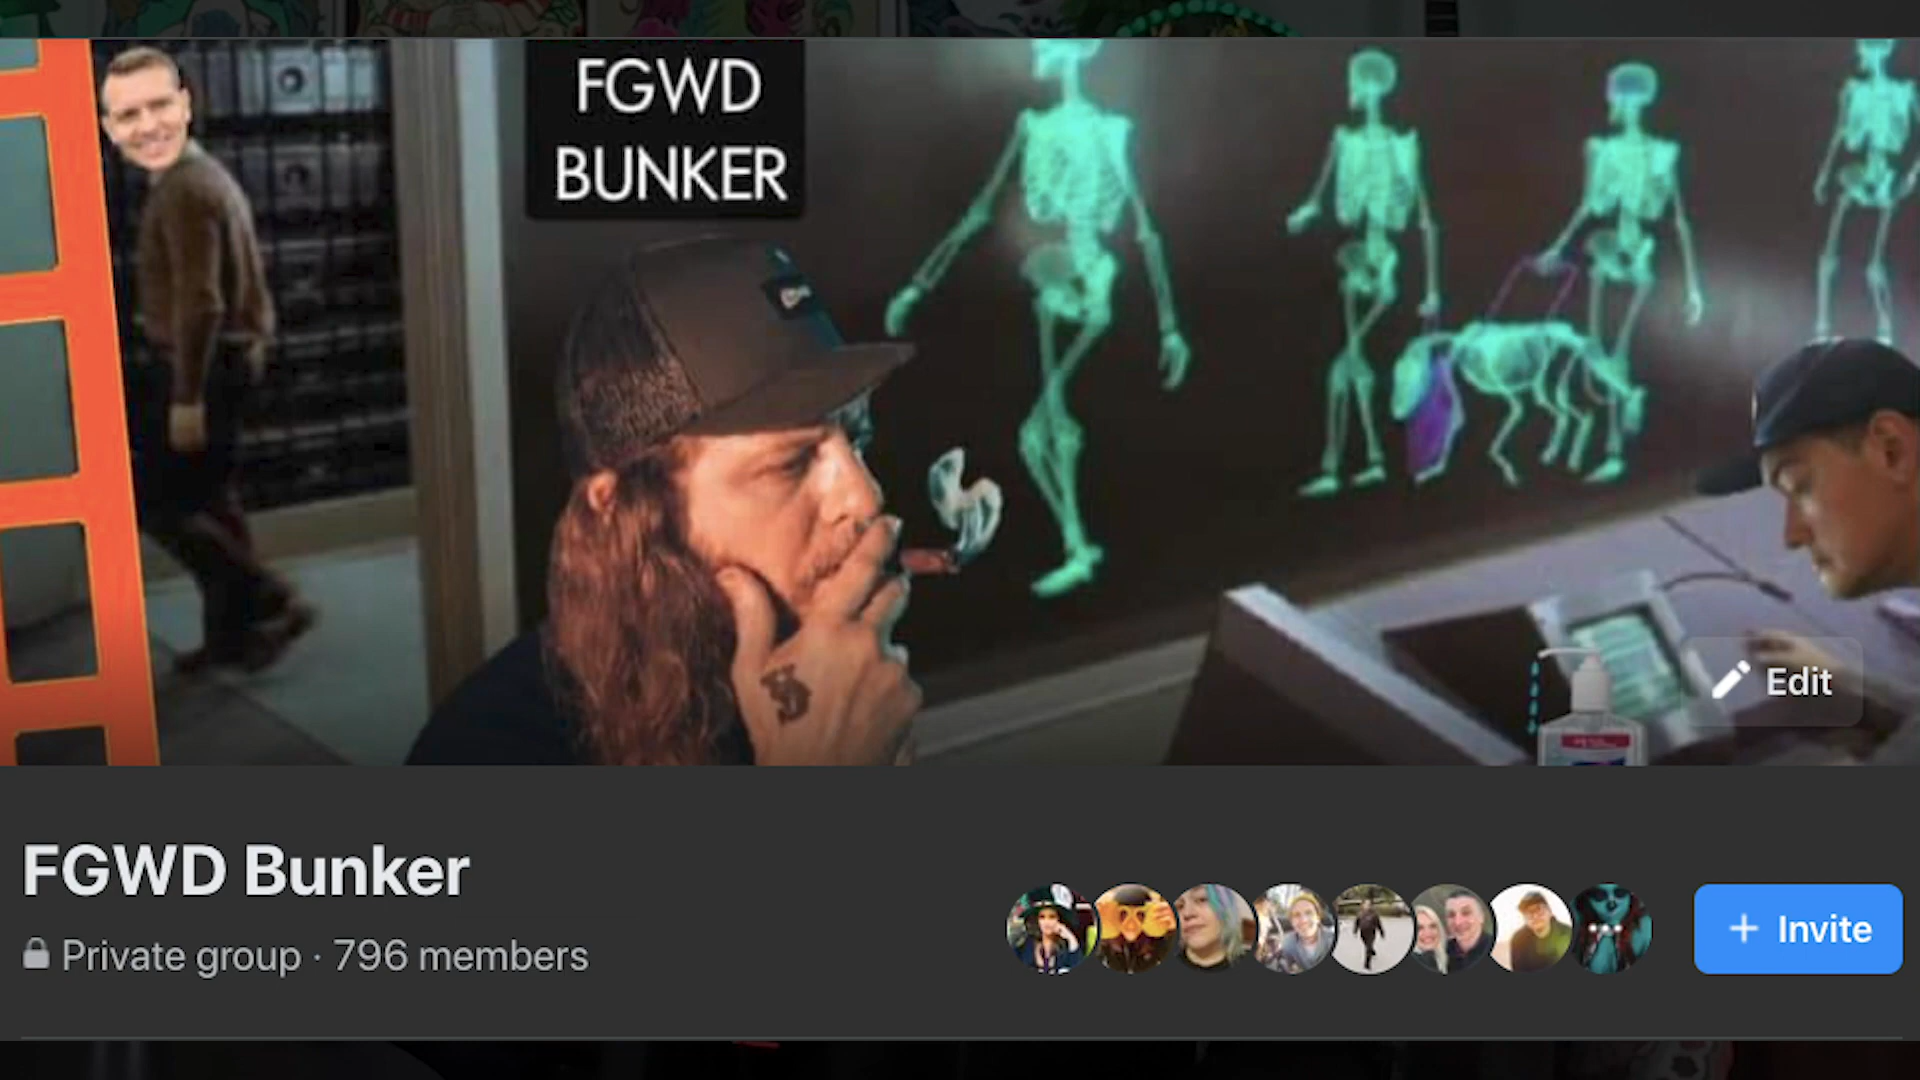 FGWD
BUNKER
Edit
FGWD Bunker
Private group · 796 members
+ Invite